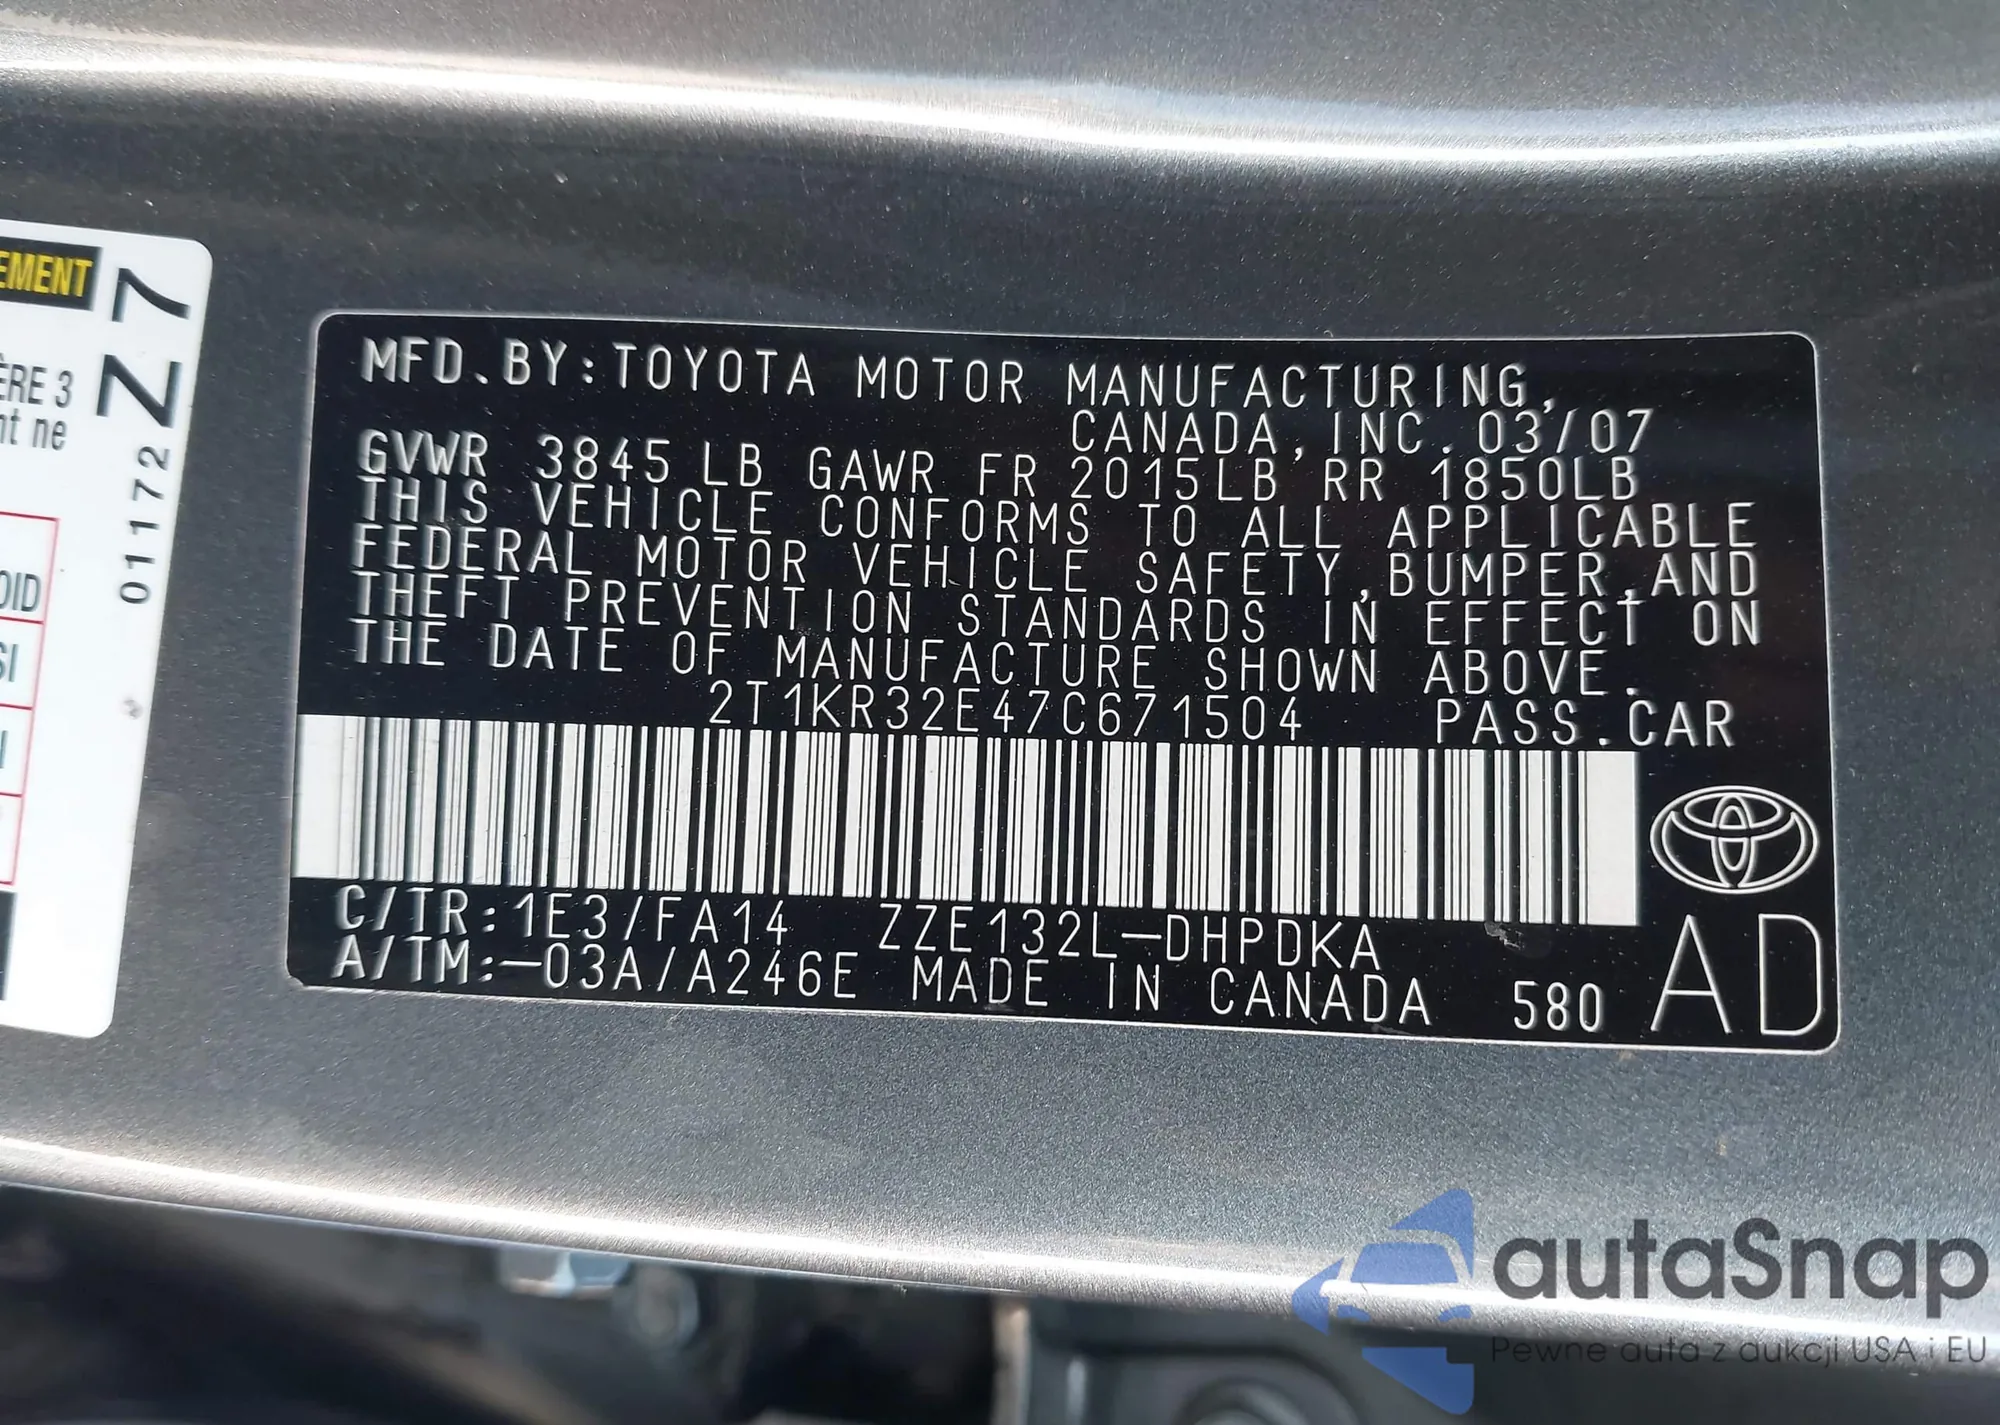 EMENT
Z7
ÈRE 3
nt ne
01172
OID
SI
MFD.BY:TOYOTA MOTOR MANUFACTURING,
CANADA,INC.03/07
GVWR 3845LB GAWR FR 2015LB RR 1850LB
THIS VEHICLE CONFORMS TO ALL APPLICABLE
FEDERAL MOTOR VEHICLE SAFETY,BUMPER,AND
THEFT PREVENTION STANDARDS IN EFFECT ON
THE DATE OF MANUFACTURE SHOWN ABOVE.
2T1KR32E47C671504 PASS.CAR
C/TR:1E3/FA14 ZZE132L-DHPDKA
A/TM:-03A/A246E MADE IN CANADA 580 AD
autaSnap
Pewne auta z aukcji USA i EU